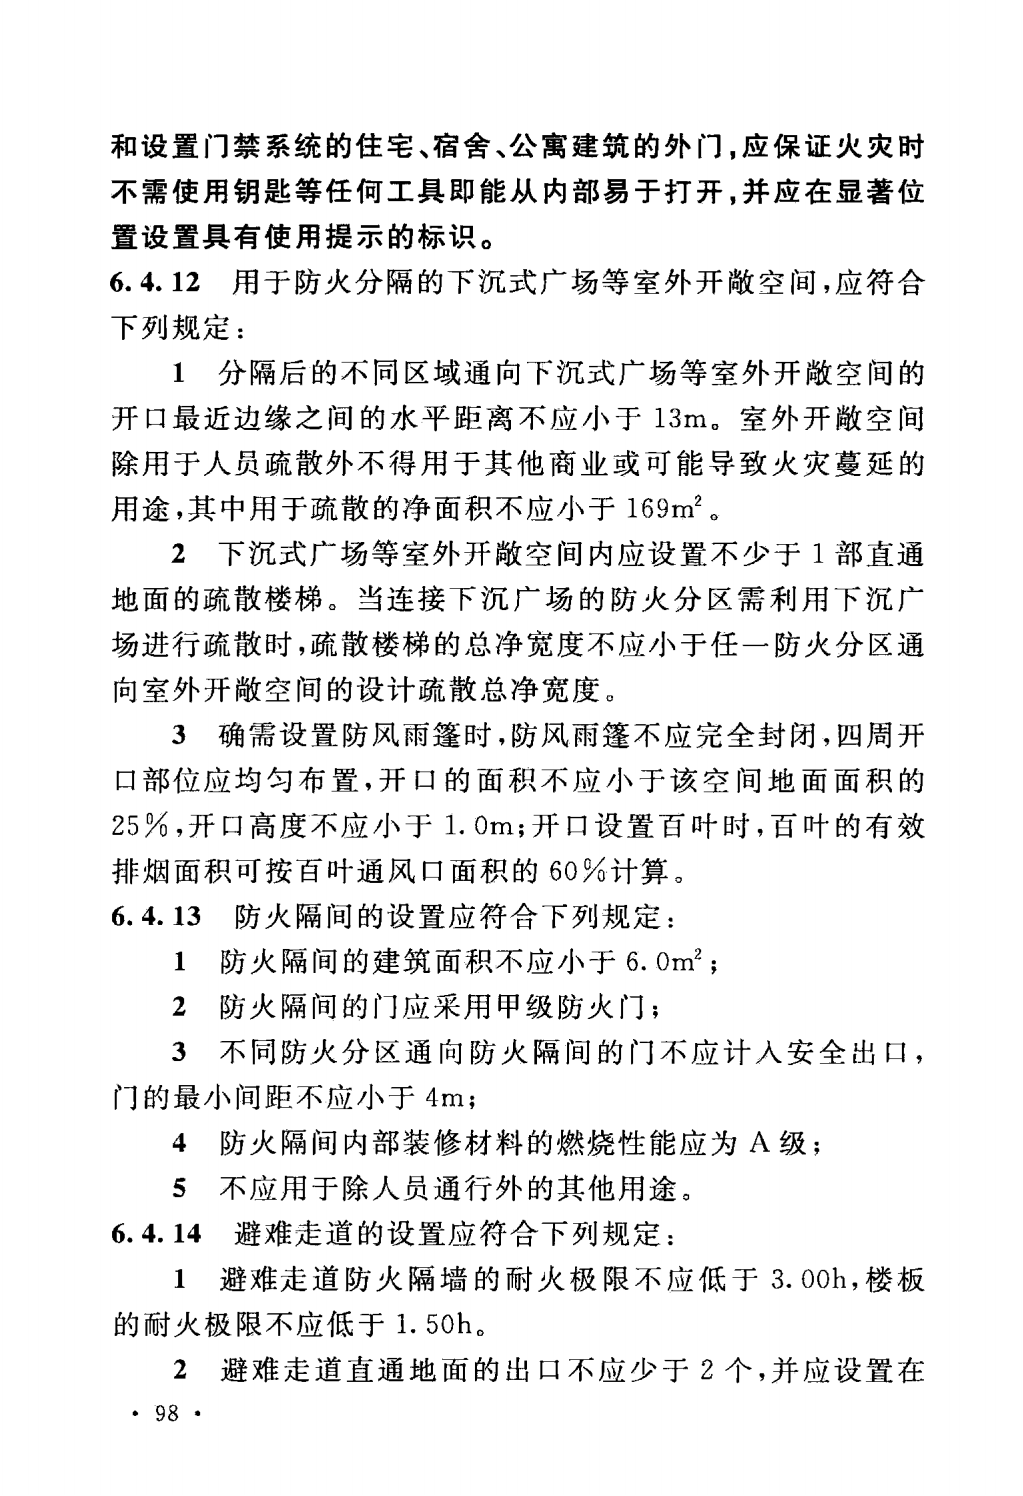 和设置门禁系统的住宅、宿舍、公寓建筑的外门,应保证火灾时
不需使用钥匙等任何工具即能从内部易于打开,并应在显著位
置设置具有使用提示的标识。
6.4.12 用于防火分隔的下沉式广场等室外开敞空间,应符合
下列规定:
1 分隔后的不同区域通向下沉式广场等室外开敞空间的
开口最近边缘之间的水平距离不应小于 13m。室外开敞空间
除用于人员疏散外不得用于其他商业或可能导致火灾蔓延的
用途,其中用于疏散的净面积不应小于 169m²。
2 下沉式广场等室外开敞空间内应设置不少于 1 部直通
地面的疏散楼梯。当连接下沉广场的防火分区需利用下沉广
场进行疏散时,疏散楼梯的总净宽度不应小于任一防火分区通
向室外开敞空间的设计疏散总净宽度。
3 确需设置防风雨篷时,防风雨篷不应完全封闭,四周开
口部位应均匀布置,开口的面积不应小于该空间地面面积的
25%,开口高度不应小于 1.0m;开口设置百叶时,百叶的有效
排烟面积可按百叶通风口面积的 60%计算。
6.4.13 防火隔间的设置应符合下列规定:
1 防火隔间的建筑面积不应小于 6.0m²;
2 防火隔间的门应采用甲级防火门;
3 不同防火分区通向防火隔间的门不应计入安全出口,
门的最小间距不应小于 4m;
4 防火隔间内部装修材料的燃烧性能应为 A 级;
5 不应用于除人员通行外的其他用途。
6.4.14 避难走道的设置应符合下列规定:
1 避难走道防火隔墙的耐火极限不应低于 3.00h,楼板
的耐火极限不应低于 1.50h。
2 避难走道直通地面的出口不应少于 2 个,并应设置在
· 98 ·